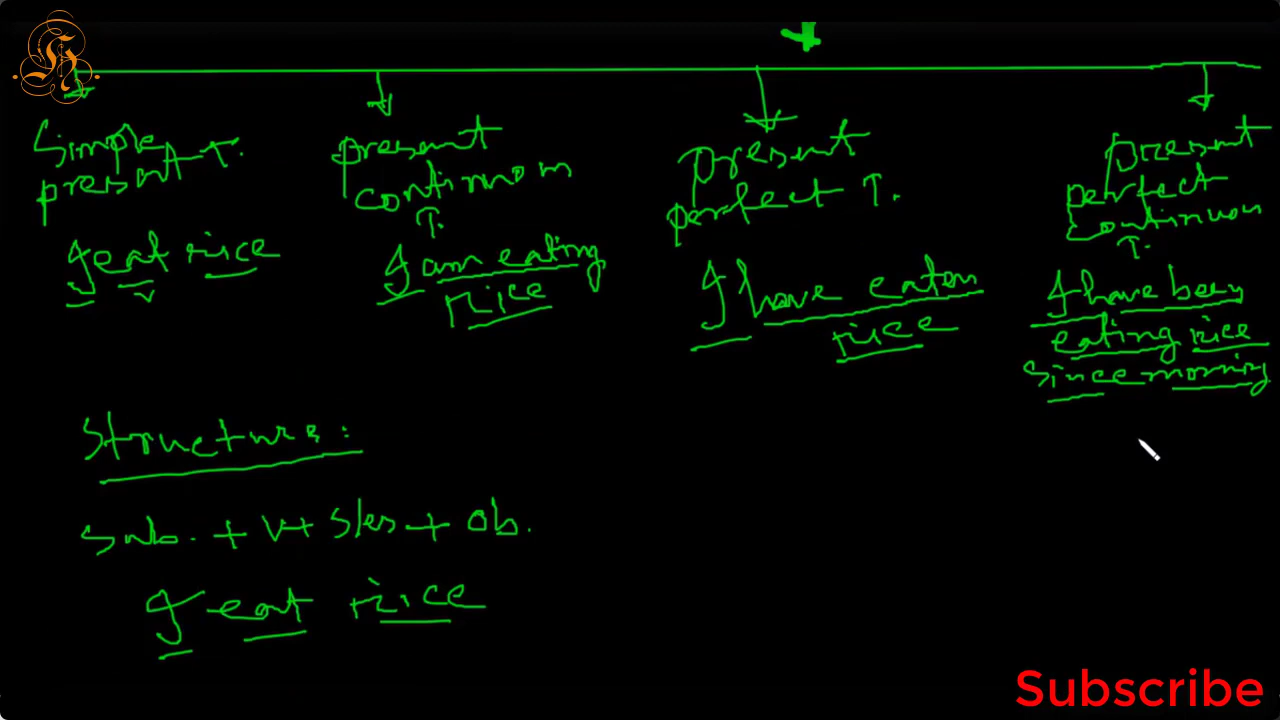 Simple
present T.
I eat rice
v
present
continuous
T.
I am eating
rice
present
perfect T.
I have eaten
rice
present
perfect
continuous
T.
I have been
eating rice
since morning
Structure:
Sub. + V + s/es + Ob.
I eat rice
Subscribe